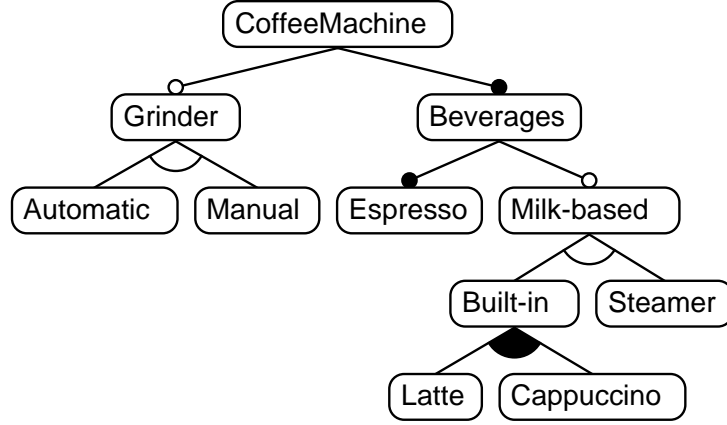 CoffeeMachine
Grinder
Beverages
Automatic
Manual
Espresso
Milk-based
Built-in
Steamer
Latte
Cappuccino